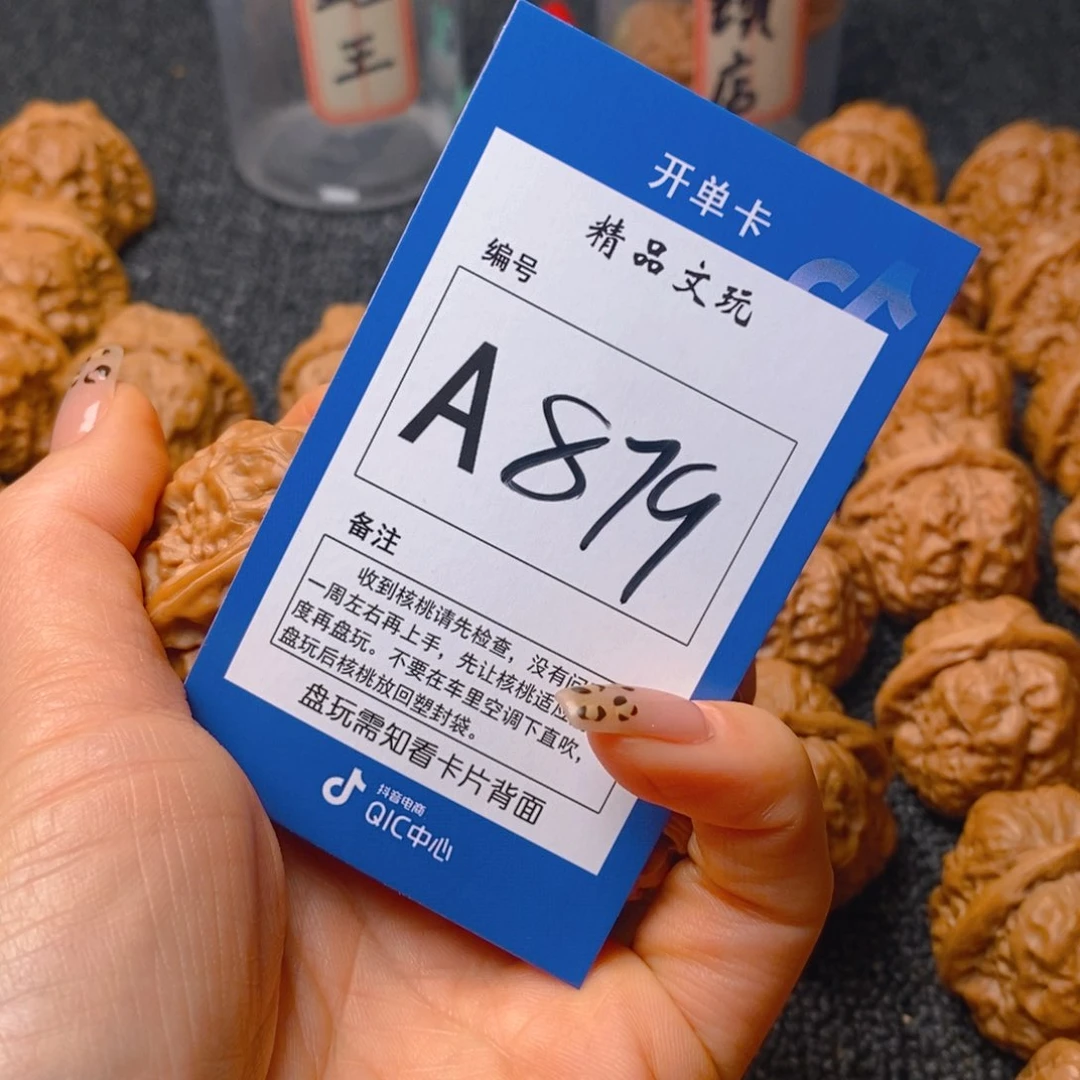 王
琪店
开单卡
精品文玩
编号
A819
备注
收到核桃请先检查,没有问
一周左右再上手,先让核桃适应
度再盘玩。不要在车里空调下直吹,
盘玩后核桃放回塑封袋。
盘玩需知看卡片背面
抖音电商
QIC中心